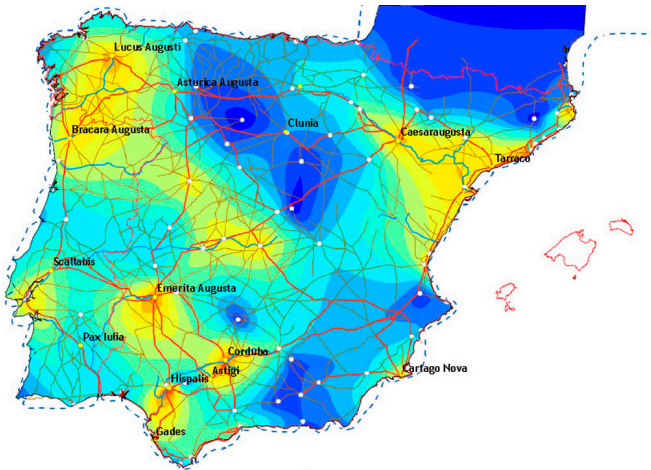 Lucus Augusti
Asturica Augusta
Bracara Augusta
Clunia
Caesaraugusta
Tarraco
Scallabis
Emerita Augusta
Pax Iulia
Corduba
Astigi
Cartago Nova
Hispalis
Gades